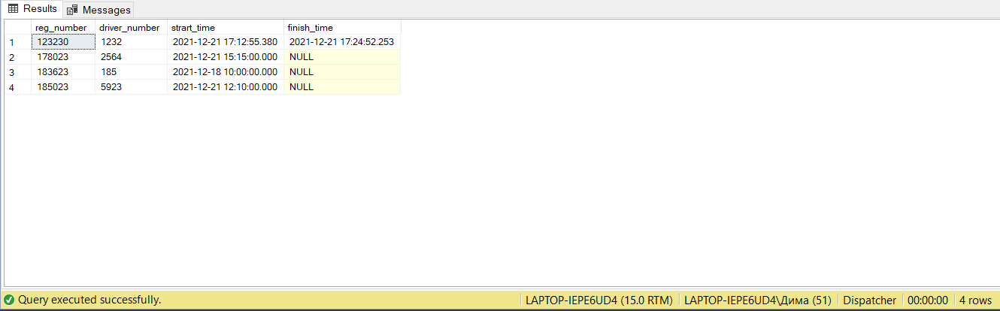 Results Messages
reg_number driver_number strart_time finish_time
1 123230 1232 2021-12-21 17:12:55.380 2021-12-21 17:24:52.253
2 178023 2564 2021-12-21 15:15:00.000 NULL
3 183623 185 2021-12-18 10:00:00.000 NULL
4 185023 5923 2021-12-21 12:10:00.000 NULL
Query executed successfully. LAPTOP-IEPE6UD4 (15.0 RTM) LAPTOP-IEPE6UD4\Дима (51) Dispatcher 00:00:00 4 rows